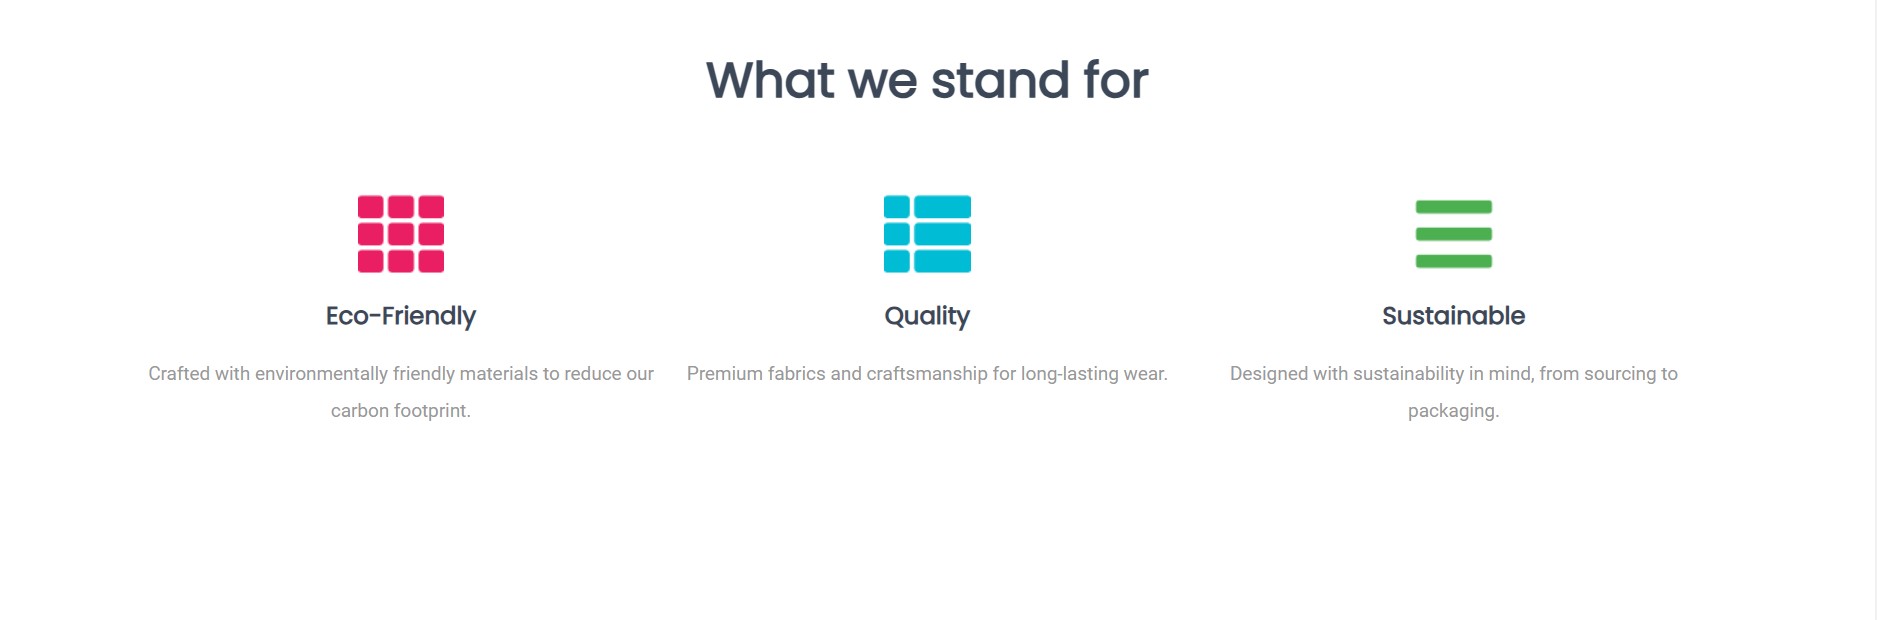 What we stand for
Eco-Friendly
Crafted with environmentally friendly materials to reduce our
carbon footprint.
Quality
Premium fabrics and craftsmanship for long-lasting wear.
Sustainable
Designed with sustainability in mind, from sourcing to
packaging.